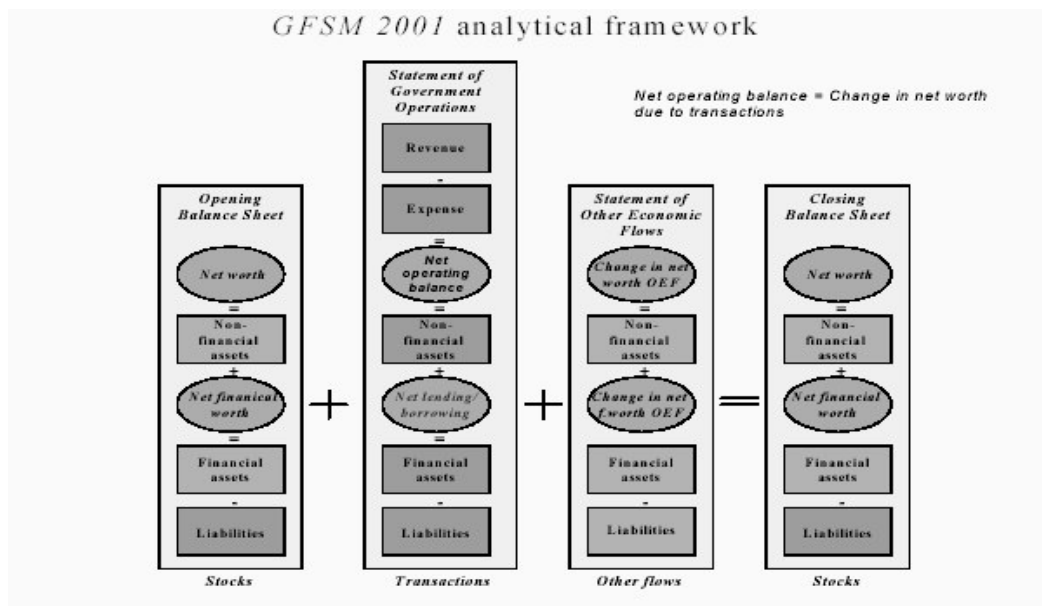 GFSM 2001 analytical framework
Net operating balance = Change in net worth
due to transactions
Opening
Balance Sheet
Net worth
=
Non-
financial
assets
+
Net finanical
worth
=
Financial
assets
-
Liabilities
Stocks
+
Statement of
Government
Operations
Revenue
-
Expense
=
Net
operating
balance
=
Non-
financial
assets
+
Net lending/
borrowing
=
Financial
assets
-
Liabilities
Transactions
+
Statement of
Other Economic
Flows
Change in net
worth OEF
=
Non-
financial
assets
+
Change in net
f.worth OEF
=
Financial
assets
-
Liabilities
Other flows
=
Closing
Balance Sheet
Net worth
=
Non-
financial
assets
+
Net financial
worth
=
Financial
assets
-
Liabilities
Stocks